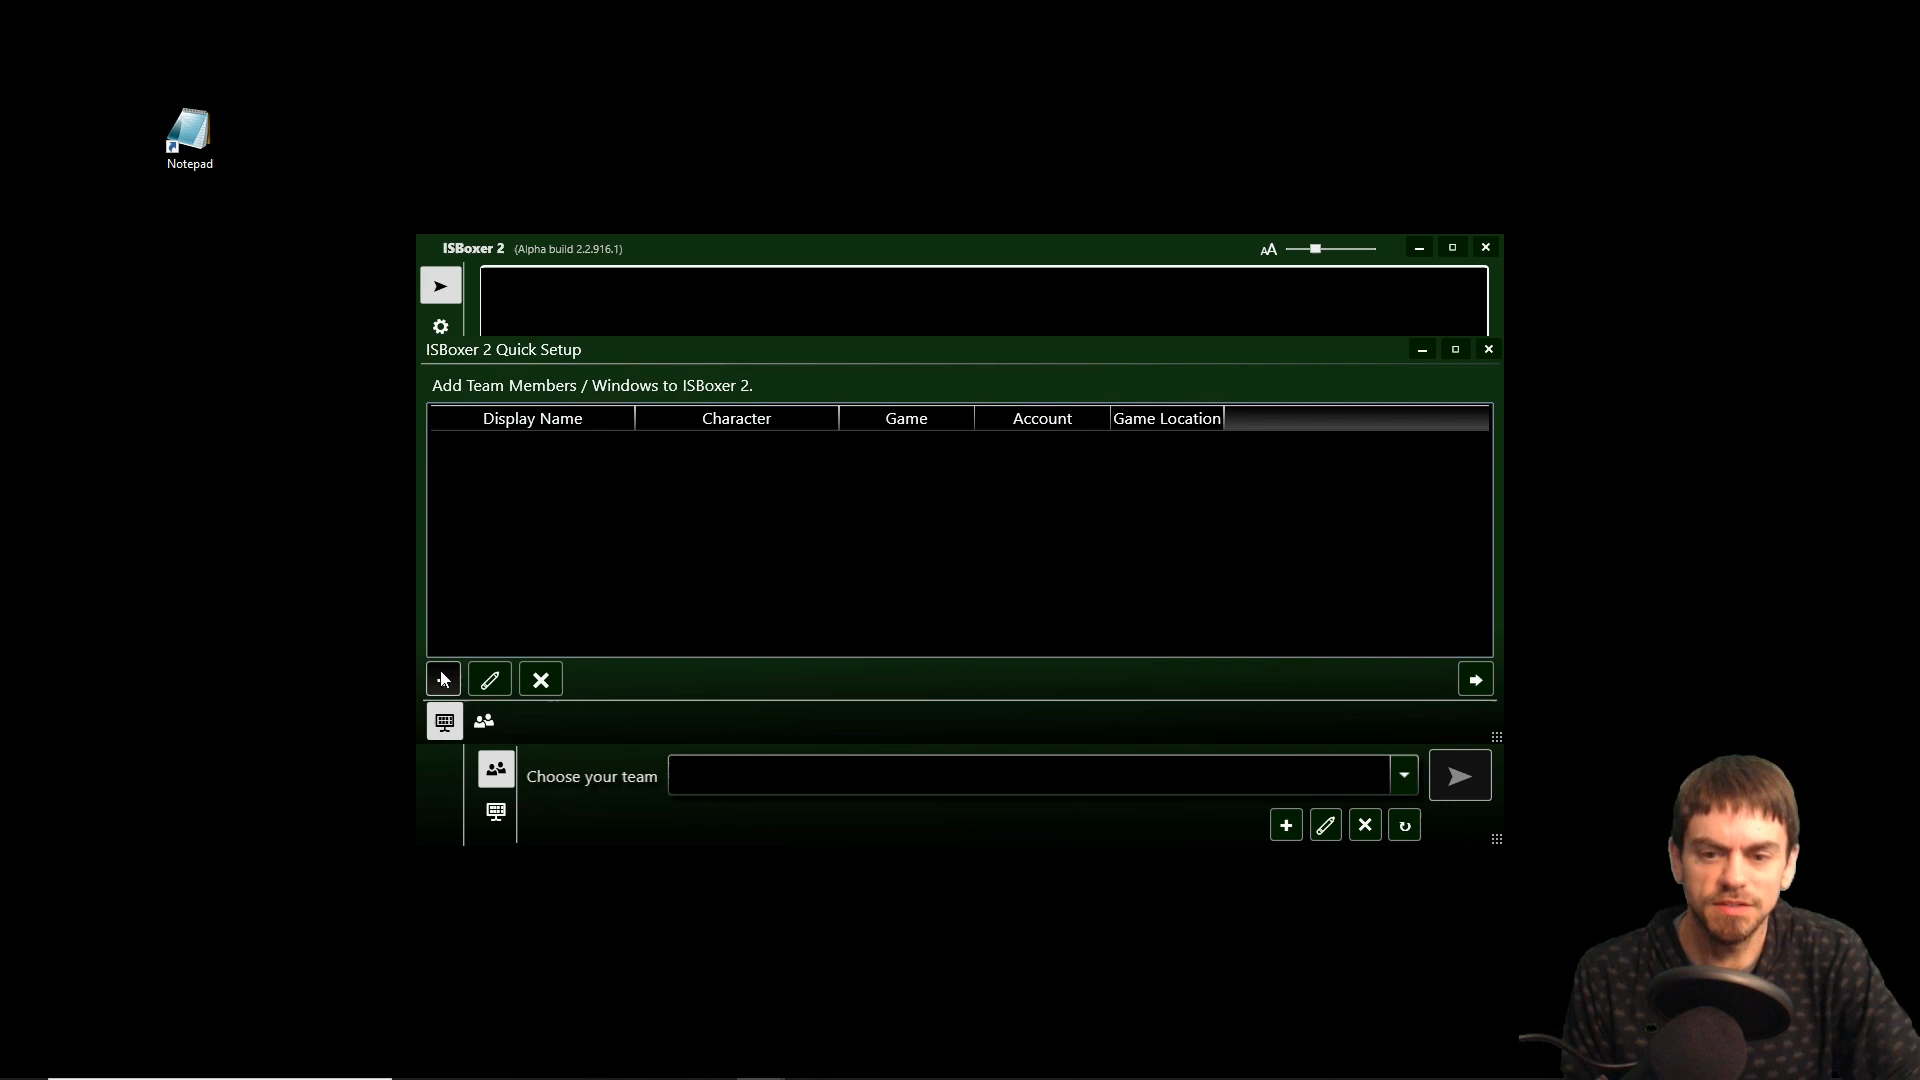 Notepad
ISBoxer 2 (Alpha build 2.2.916.1)
AA
ISBoxer 2 Quick Setup
Add Team Members / Windows to ISBoxer 2.
Display Name Character Game Account Game Location
Choose your team